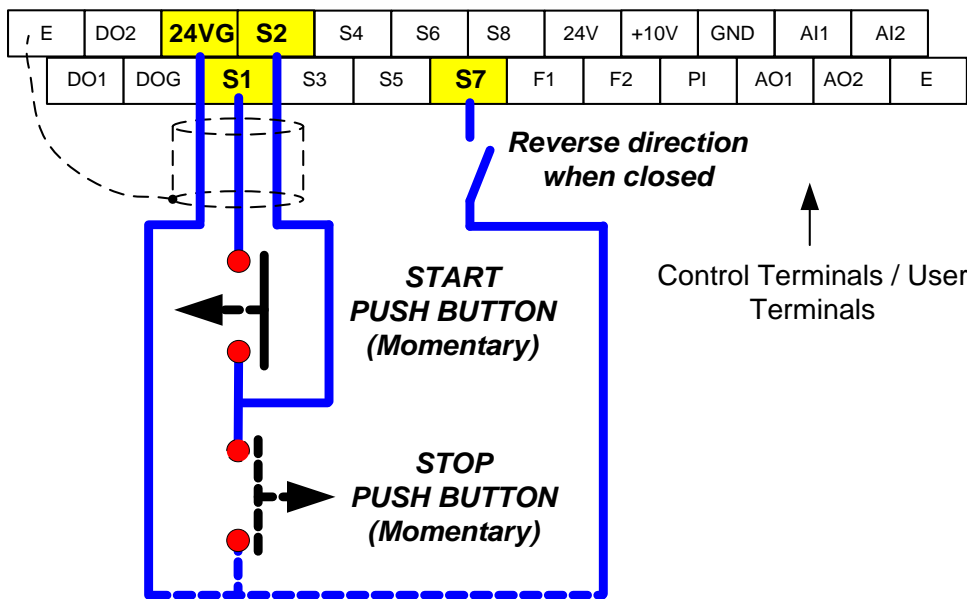 E DO2 24VG S2 S4 S6 S8 24V +10V GND AI1 AI2
DO1 DOG S1 S3 S5 S7 F1 F2 PI AO1 AO2 E
Reverse direction
when closed
START
PUSH BUTTON
(Momentary)
Control Terminals / User
Terminals
STOP
PUSH BUTTON
(Momentary)